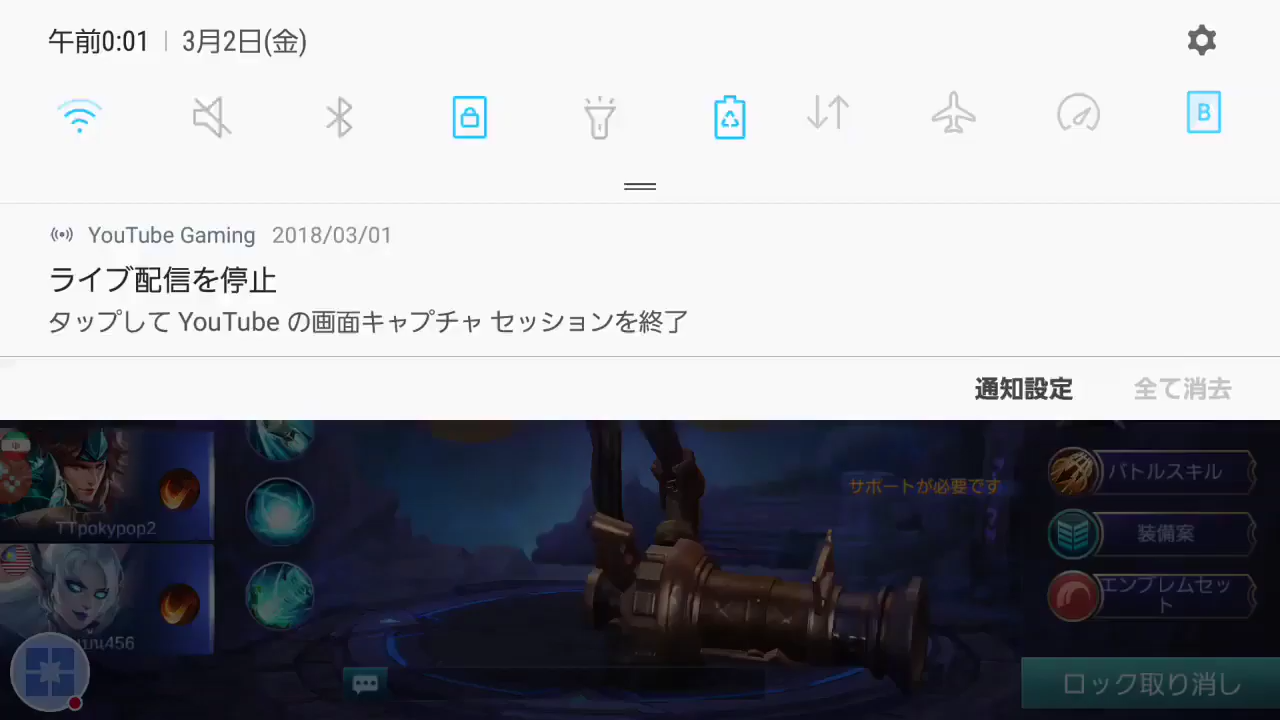 午前0:01 | 3月2日(金)
B
YouTube Gaming 2018/03/01
ライブ配信を停止
タップして YouTube の画面キャプチャ セッションを終了
通知設定 全て消去
サポートが必要です
バトルスキル
TTpokypop2
装備案
エンブレムセット
456
ロック取り消し